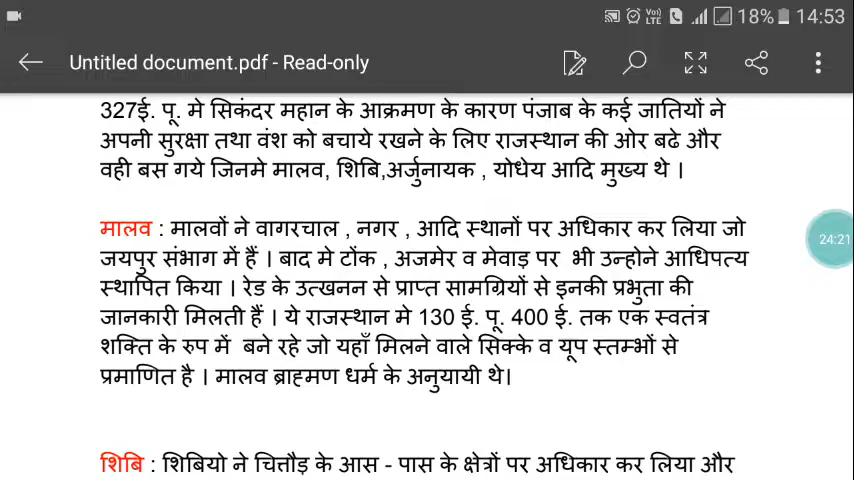 Vo))
LTE
18%
14:53
Untitled document.pdf - Read-only
327ई. पू. मे सिकंदर महान के आक्रमण के कारण पंजाब के कई जातियों ने
अपनी सुरक्षा तथा वंश को बचाये रखने के लिए राजस्थान की ओर बढे और
वही बस गये जिनमे मालव, शिबि,अर्जुनायक , योधेय आदि मुख्य थे ।
मालव : मालवों ने वागरचाल , नगर , आदि स्थानों पर अधिकार कर लिया जो
जयपुर संभाग में हैं । बाद मे टोंक , अजमेर व मेवाड़ पर भी उन्होने आधिपत्य
स्थापित किया । रेड के उत्खनन से प्राप्त सामग्रियों से इनकी प्रभुता की
जानकारी मिलती हैं । ये राजस्थान मे 130 ई. पू. 400 ई. तक एक स्वतंत्र
शक्ति के रुप में बने रहे जो यहाँ मिलने वाले सिक्के व यूप स्तम्भों से
प्रमाणित है । मालव ब्राह्मण धर्म के अनुयायी थे।
24:21
शिबि : शिबियो ने चित्तौड़ के आस - पास के क्षेत्रों पर अधिकार कर लिया और